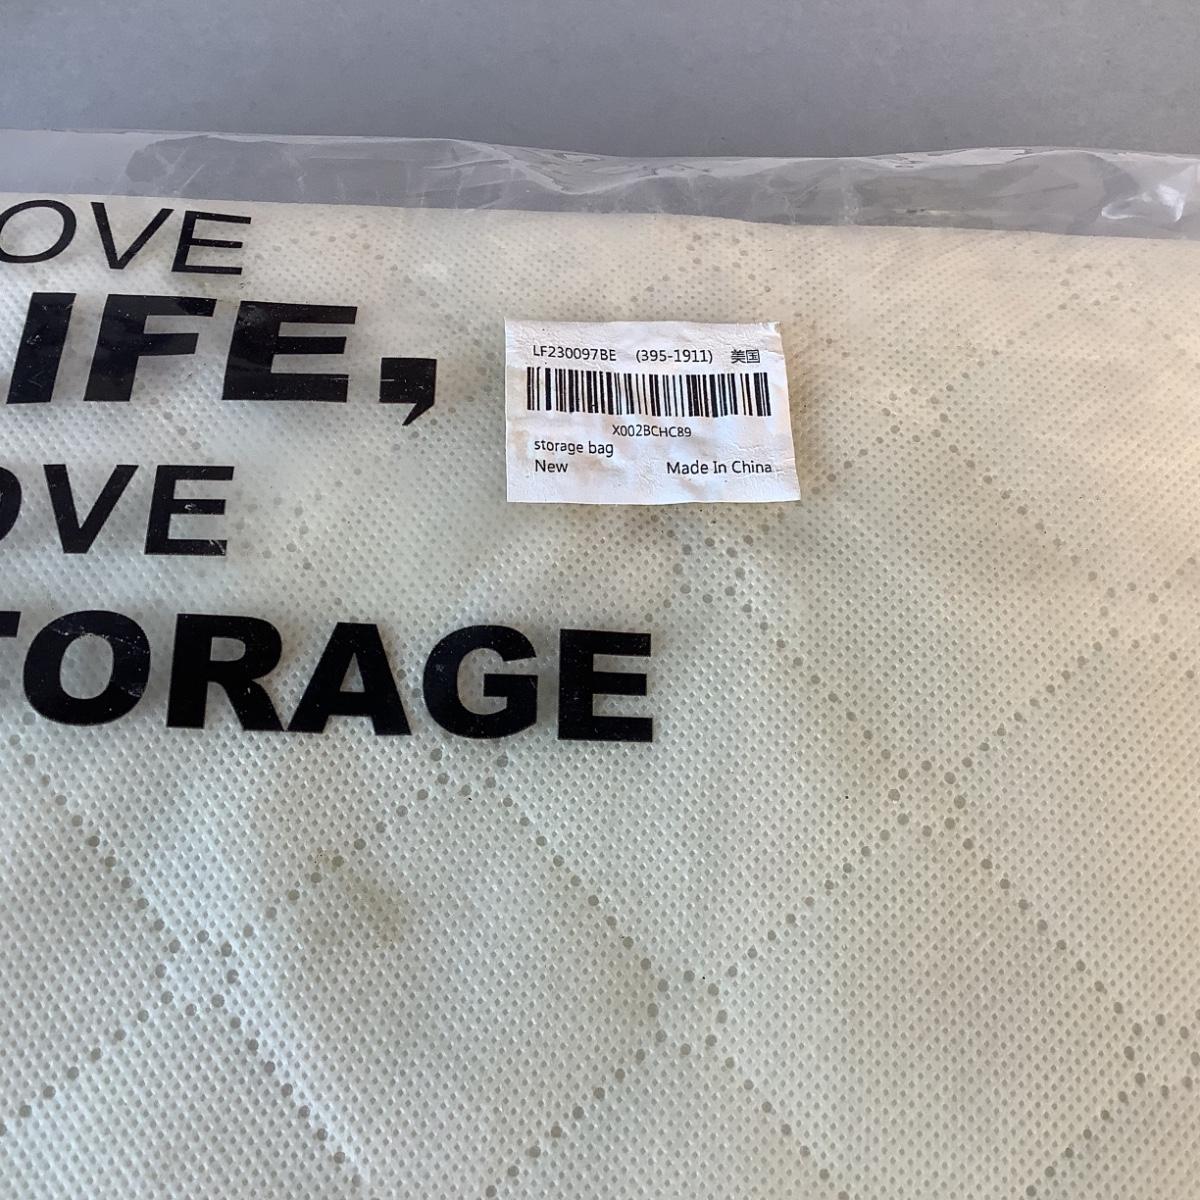 OVE
IFE,
OVE
TORAGE
LF230097BE (395-1911) 美国
X002BCHC89
storage bag
New Made In China